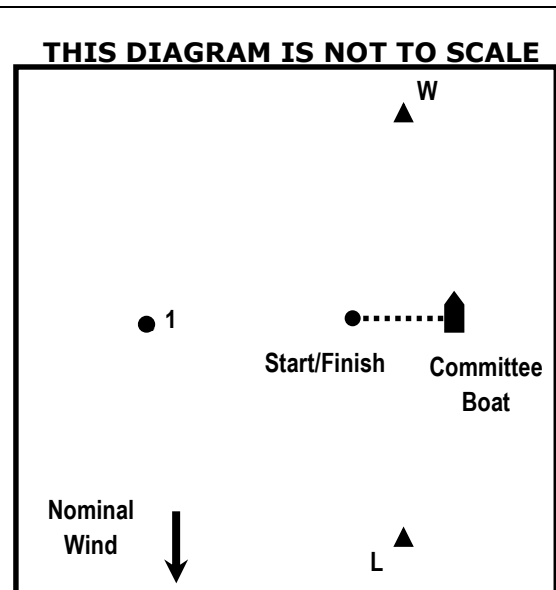 THIS DIAGRAM IS NOT TO SCALE
W
1
Start/Finish
Committee
Boat
Nominal
Wind
L